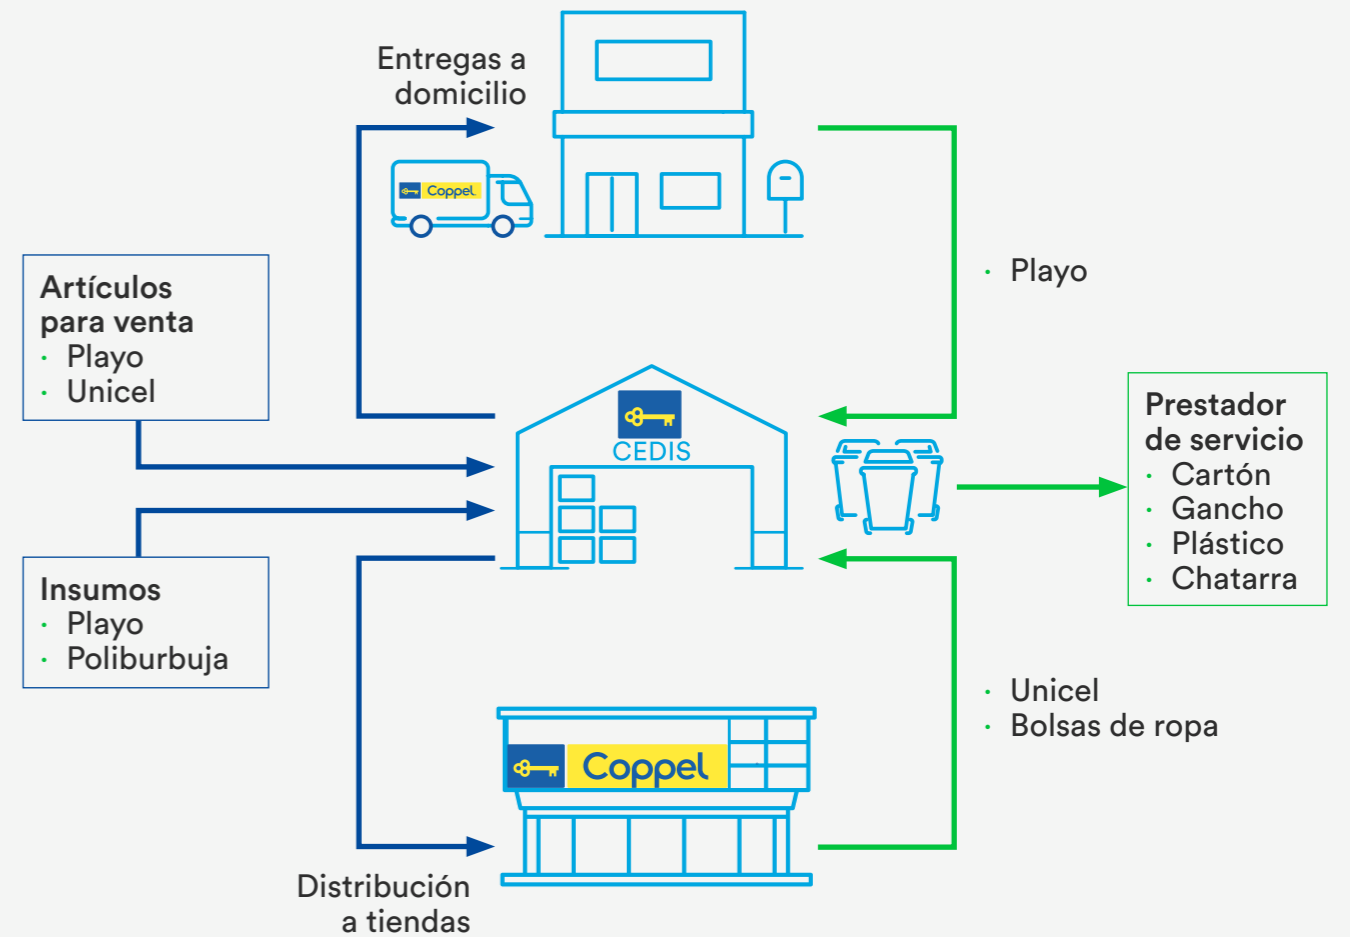 Entregas a
domicilio
Coppel
Artículos
para venta
· Playo
· Unicel
Insumos
· Playo
· Poliburbuja
CEDIS
· Playo
Prestador
de servicio
· Cartón
· Gancho
· Plástico
· Chatarra
· Unicel
· Bolsas de ropa
Coppel
Distribución
a tiendas